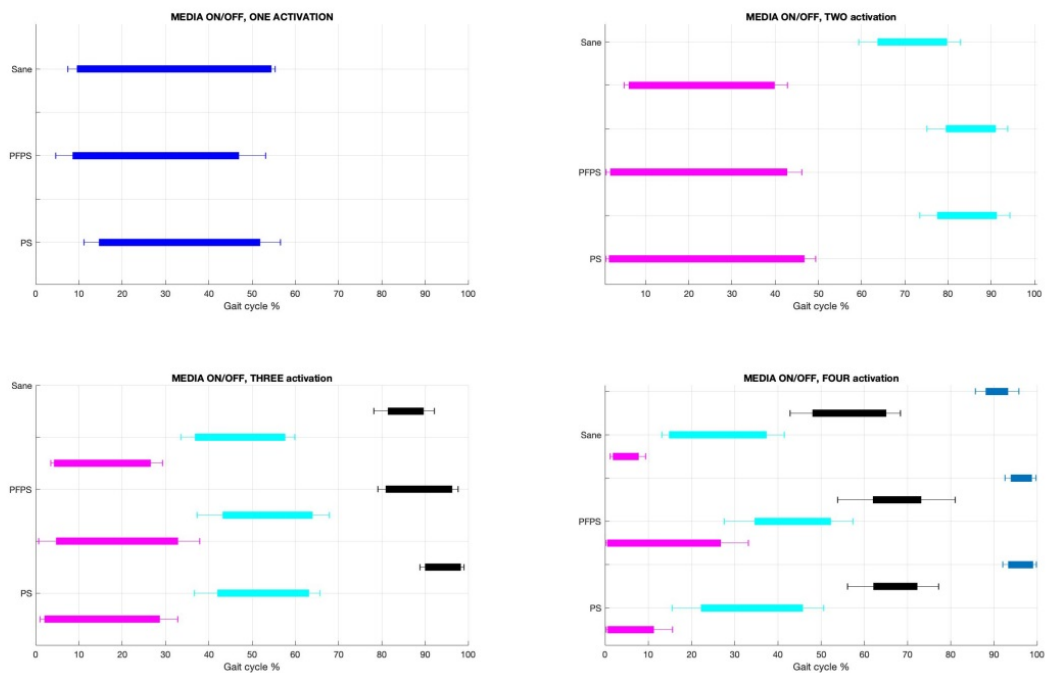 MEDIA ON/OFF, ONE ACTIVATION
Sane
PFPS
PS
0 10 20 30 40 50 60 70 80 90 100
Gait cycle %
MEDIA ON/OFF, TWO activation
Sane
PFPS
PS
10 20 30 40 50 60 70 80 90 100
Gait cycle %
MEDIA ON/OFF, THREE activation
Sane
PFPS
PS
0 10 20 30 40 50 60 70 80 90 100
Gait cycle %
MEDIA ON/OFF, FOUR activation
Sane
PFPS
PS
0 10 20 30 40 50 60 70 80 90 100
Gait cycle %